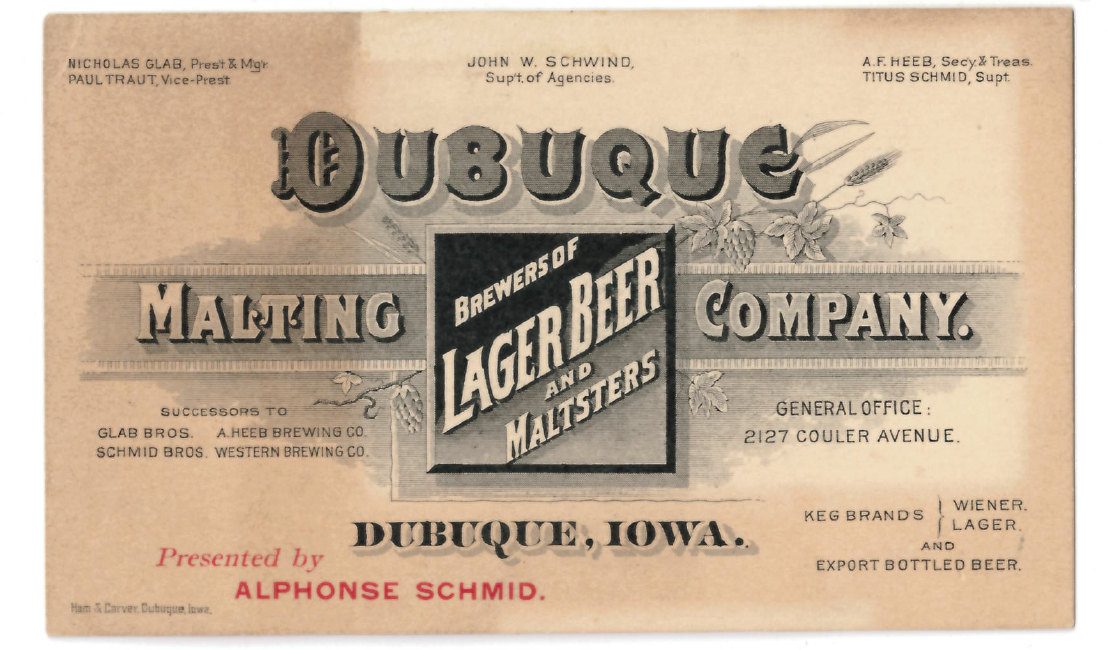 NICHOLAS GLAB, Pres't & Mg'r
PAUL TRAUT, Vice-Prest
JOHN W. SCHWIND,
Sup't. of Agencies.
A.F. HEEB, Secy & Treas.
TITUS SCHMID, Supt.
DUBUQUE
MALTING COMPANY.
BREWERS OF
LAGER BEER
AND
MALTSTERS
SUCCESSORS TO
GLAB BROS. A. HEEB BREWING CO.
SCHMID BROS. WESTERN BREWING CO.
GENERAL OFFICE:
2127 COULER AVENUE.
DUBUQUE, IOWA.
KEG BRANDS } WIENER.
LAGER.
AND
EXPORT BOTTLED BEER.
Presented by
ALPHONSE SCHMID.
Ham & Carver, Dubuque, Iowa.